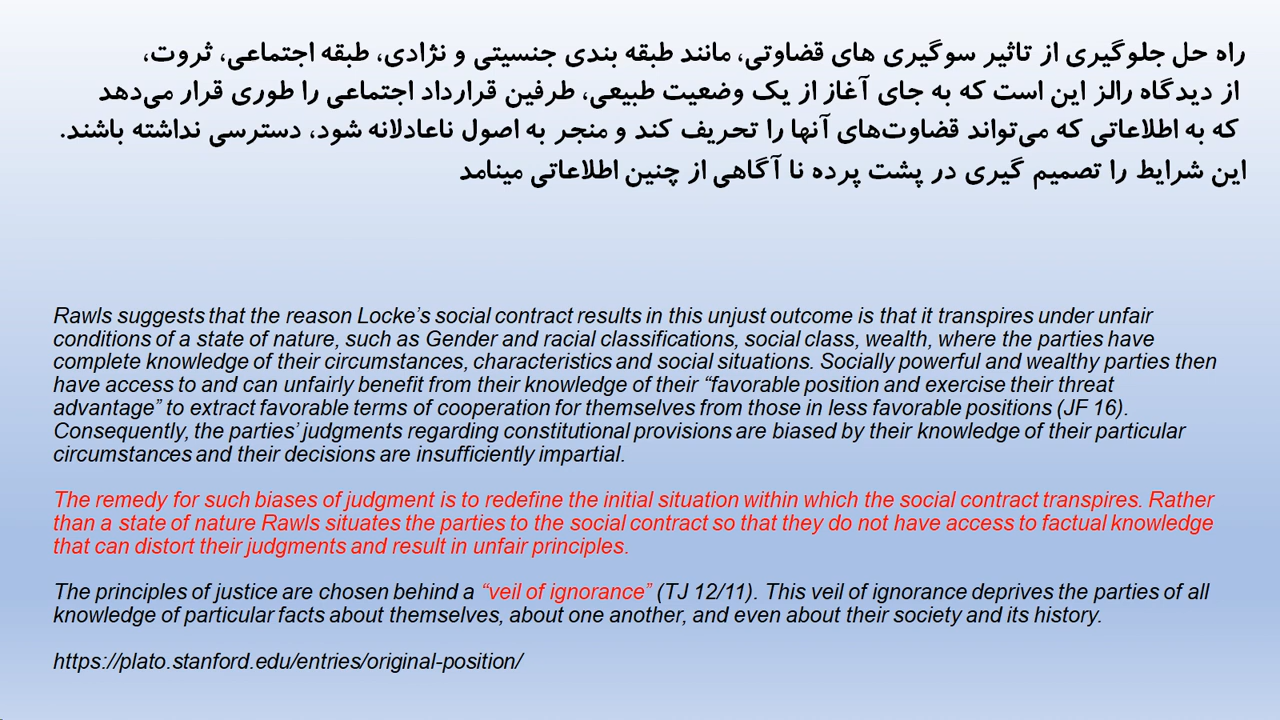 راه حل جلوگیری از تاثیر سوگیری های قضاوتی، مانند طبقه بندی جنسیتی و نژادی، طبقه اجتماعی، ثروت،
از دیدگاه رالز این است که به جای آغاز از یک وضعیت طبیعی، طرفین قرارداد اجتماعی را طوری قرار می‌دهد
که به اطلاعاتی که می‌تواند قضاوت‌های آنها را تحریف کند و منجر به اصول ناعادلانه شود، دسترسی نداشته باشند.
این شرایط را تصمیم گیری در پشت پرده نا آگاهی از چنین اطلاعاتی مینامد
Rawls suggests that the reason Locke’s social contract results in this unjust outcome is that it transpires under unfair
conditions of a state of nature, such as Gender and racial classifications, social class, wealth, where the parties have
complete knowledge of their circumstances, characteristics and social situations. Socially powerful and wealthy parties then
have access to and can unfairly benefit from their knowledge of their “favorable position and exercise their threat
advantage” to extract favorable terms of cooperation for themselves from those in less favorable positions (JF 16).
Consequently, the parties’ judgments regarding constitutional provisions are biased by their knowledge of their particular
circumstances and their decisions are insufficiently impartial.
The remedy for such biases of judgment is to redefine the initial situation within which the social contract transpires. Rather
than a state of nature Rawls situates the parties to the social contract so that they do not have access to factual knowledge
that can distort their judgments and result in unfair principles.
The principles of justice are chosen behind a “veil of ignorance” (TJ 12/11). This veil of ignorance deprives the parties of all
knowledge of particular facts about themselves, about one another, and even about their society and its history.
https://plato.stanford.edu/entries/original-position/